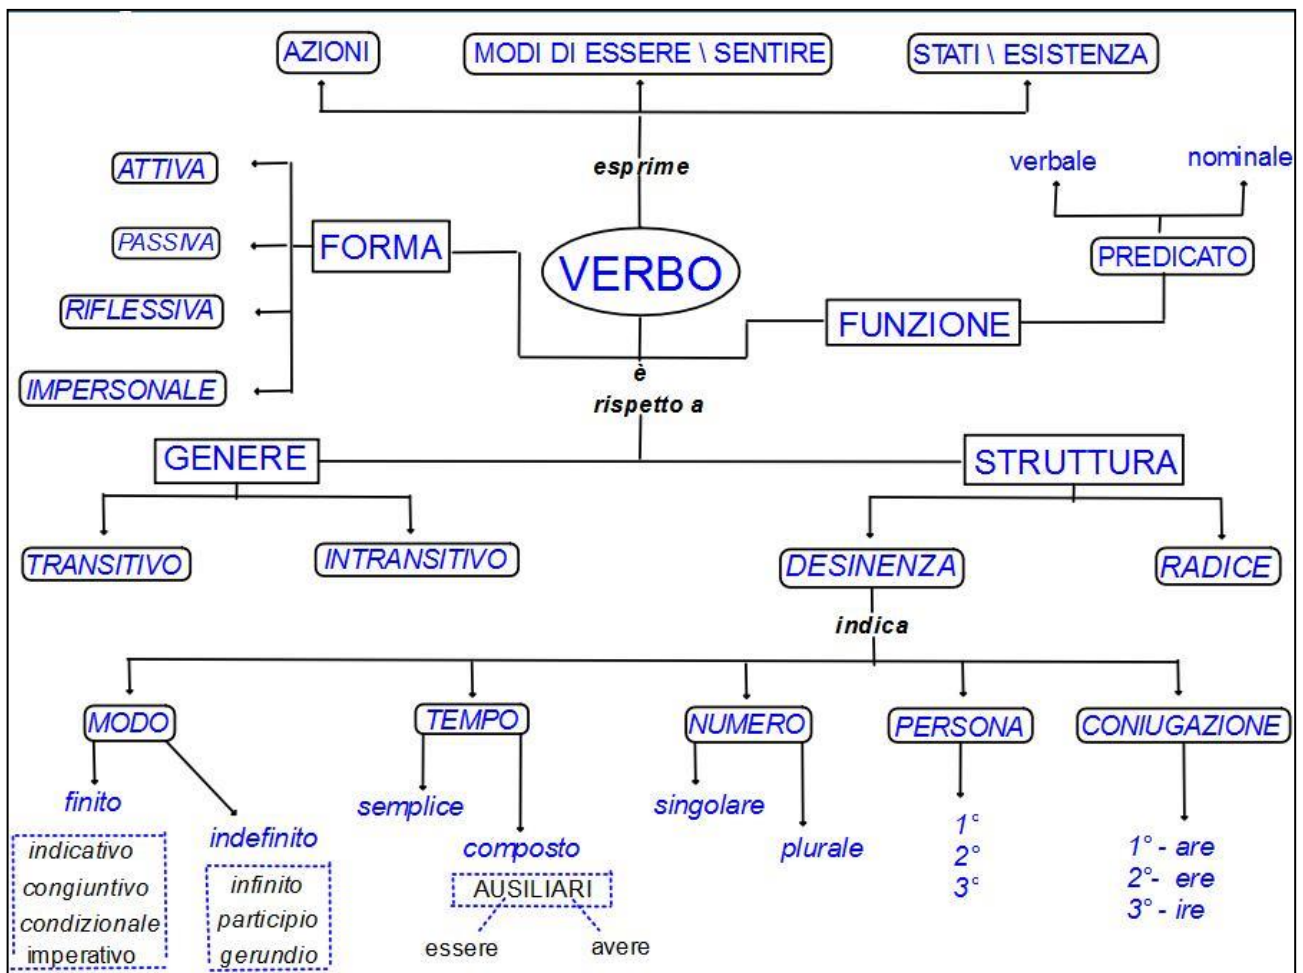 AZIONI
MODI DI ESSERE \ SENTIRE
STATI \ ESISTENZA
esprime
verbale
nominale
ATTIVA
PASSIVA
FORMA
VERBO
PREDICATO
RIFLESSIVA
FUNZIONE
IMPERSONALE
è
rispetto a
GENERE
STRUTTURA
TRANSITIVO
INTRANSITIVO
DESINENZA
RADICE
indica
MODO
TEMPO
NUMERO
PERSONA
CONIUGAZIONE
finito
indicativo
congiuntivo
condizionale
imperativo
indefinito
infinito
participio
gerundio
semplice
composto
AUSILIARI
essere
avere
singolare
plurale
1°
2°
3°
1° - are
2°- ere
3° - ire